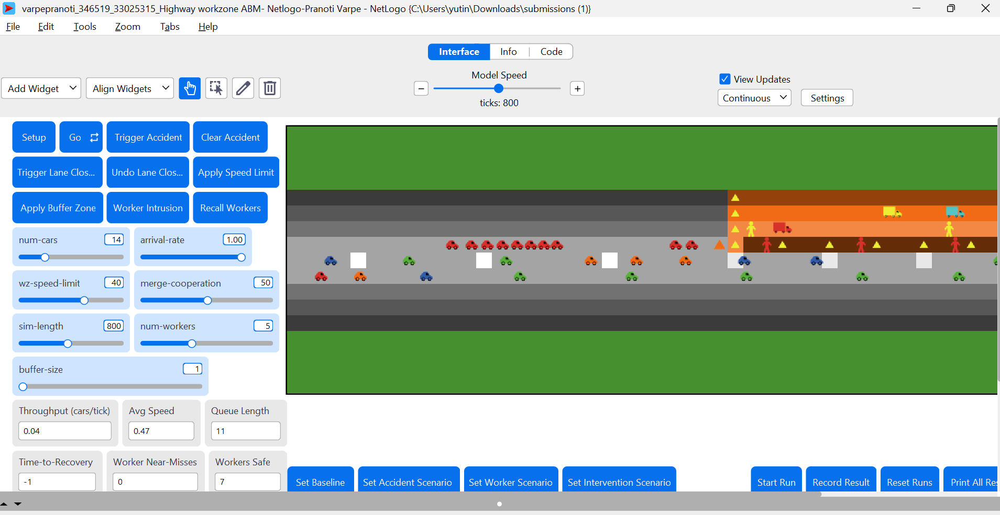 varpepranoti_346519_33025315_Highway workzone ABM- Netlogo-Pranoti Varpe - NetLogo {C:\Users\yutin\Downloads\submissions (1)}
File Edit Tools Zoom Tabs Help
Interface Info Code
Model Speed
ticks: 800
Add Widget Align Widgets
View Updates
Continuous Settings
Setup Go Trigger Accident Clear Accident
Trigger Lane Clos... Undo Lane Clos... Apply Speed Limit
Apply Buffer Zone Worker Intrusion Recall Workers
num-cars 14 arrival-rate 1.00
wz-speed-limit 40 merge-cooperation 50
sim-length 800 num-workers 5
buffer-size 1
Throughput (cars/tick) Avg Speed Queue Length
0.04 0.47 11
Time-to-Recovery Worker Near-Misses Workers Safe
-1 0 7
Set Baseline Set Accident Scenario Set Worker Scenario Set Intervention Scenario Start Run Record Result Reset Runs Print All Res